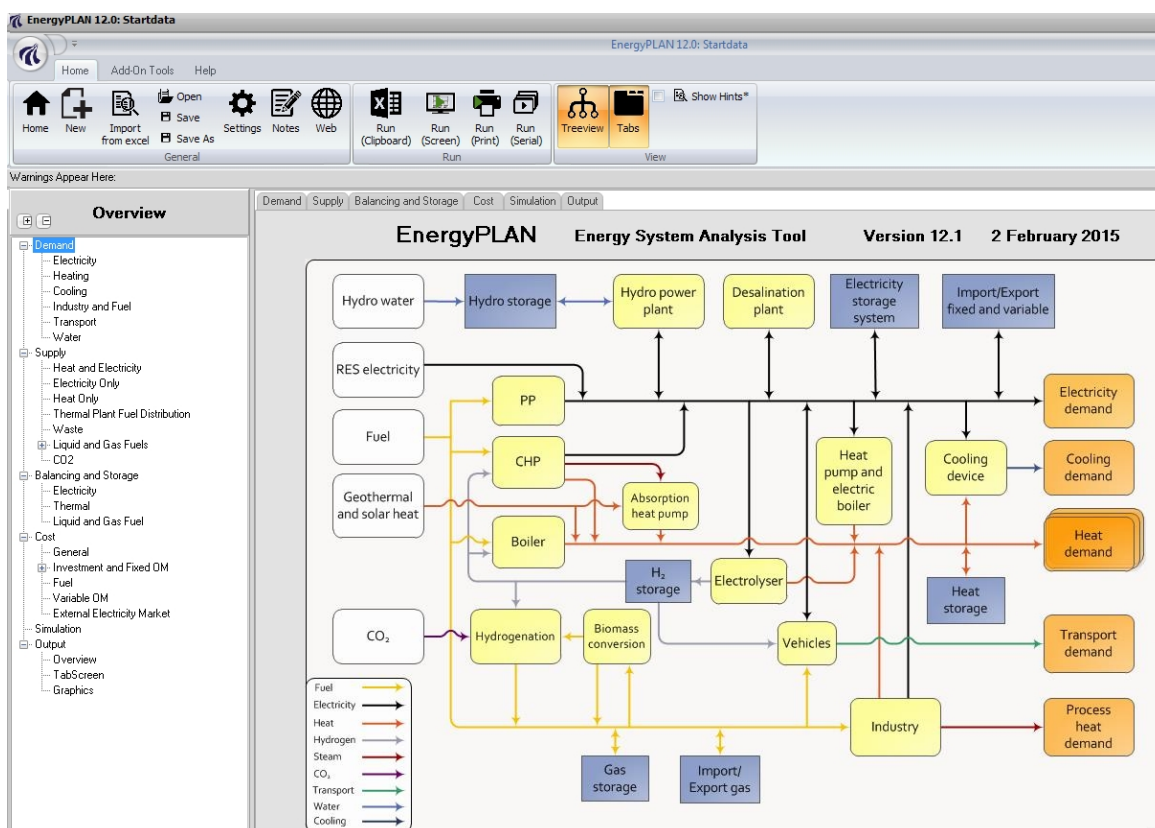 EnergyPLAN 12.0: Startdata
EnergyPLAN 12.0: Startdata
Home Add-On Tools Help
Home
New
Import
from excel
Open
Save
Save As
Settings
Notes
Web
General
Run
(Clipboard)
Run
(Screen)
Run
(Print)
Run
(Serial)
Run
Treeview
Tabs
Show Hints*
View
Warnings Appear Here:
Overview
Demand
Electricity
Heating
Cooling
Industry and Fuel
Transport
Water
Supply
Heat and Electricity
Electricity Only
Heat Only
Thermal Plant Fuel Distribution
Waste
Liquid and Gas Fuels
CO2
Balancing and Storage
Electricity
Thermal
Liquid and Gas Fuel
Cost
General
Investment and Fixed OM
Fuel
Variable OM
External Electricity Market
Simulation
Output
Overview
TabScreen
Graphics
Demand Supply Balancing and Storage Cost Simulation Output
EnergyPLAN Energy System Analysis Tool Version 12.1 2 February 2015
Hydro water
Hydro storage
Hydro power
plant
Desalination
plant
Electricity
storage
system
Import/Export
fixed and variable
RES electricity
PP
Electricity
demand
Fuel
CHP
Heat
pump and
electric
boiler
Cooling
device
Cooling
demand
Geothermal
and solar heat
Absorption
heat pump
Boiler
Heat
demand
H₂
storage
Electrolyser
Heat
storage
CO₂
Hydrogenation
Biomass
conversion
Vehicles
Transport
demand
Industry
Process
heat
demand
Gas
storage
Import/
Export gas
Fuel
Electricity
Heat
Hydrogen
Steam
CO₂
Transport
Water
Cooling